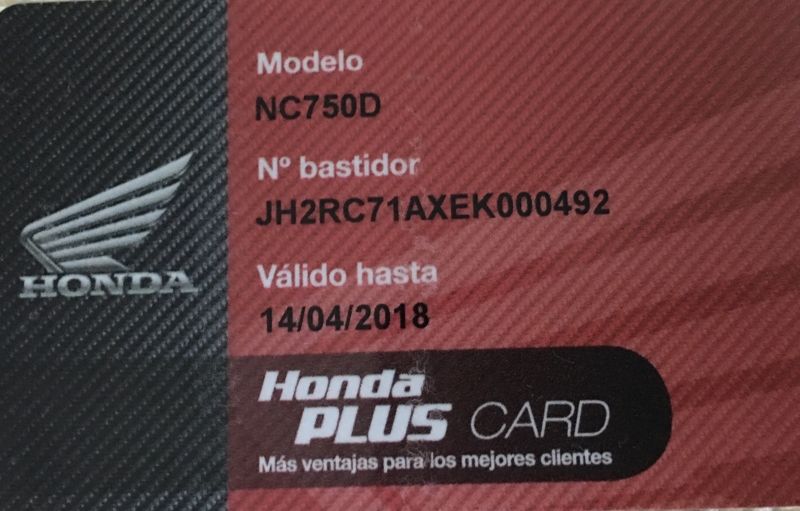 Modelo
NC750D
Nº bastidor
JH2RC71AXEK000492
HONDA
Válido hasta
14/04/2018
Honda
PLUS CARD
Más ventajas para los mejores clientes